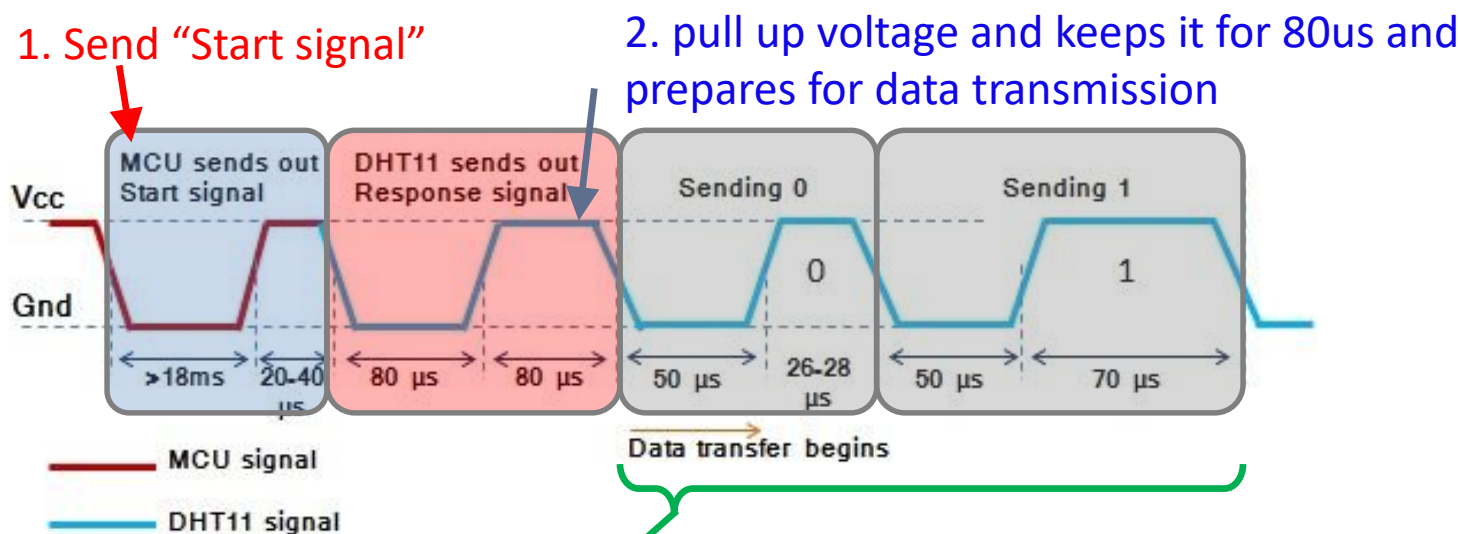 1. Send “Start signal”
2. pull up voltage and keeps it for 80us and
prepares for data transmission
MCU sends out
Start signal
DHT11 sends out
Response signal
Sending 0
Sending 1
Vcc
0
1
Gnd
>18ms
20-40
µs
80 µs
80 µs
50 µs
26-28
µs
50 µs
70 µs
Data transfer begins
MCU signal
DHT11 signal